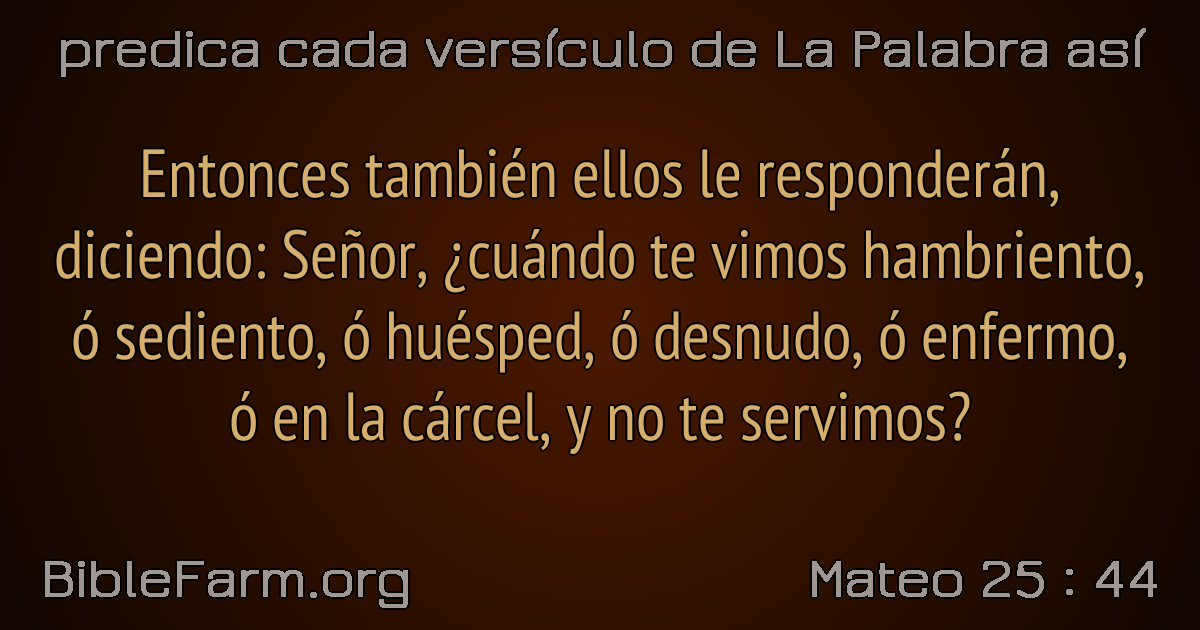 predica cada versículo de La Palabra así
Entonces también ellos le responderán,
diciendo: Señor, ¿cuándo te vimos hambriento,
ó sediento, ó huésped, ó desnudo, ó enfermo,
ó en la cárcel, y no te servimos?
BibleFarm.org
Mateo 25 : 44